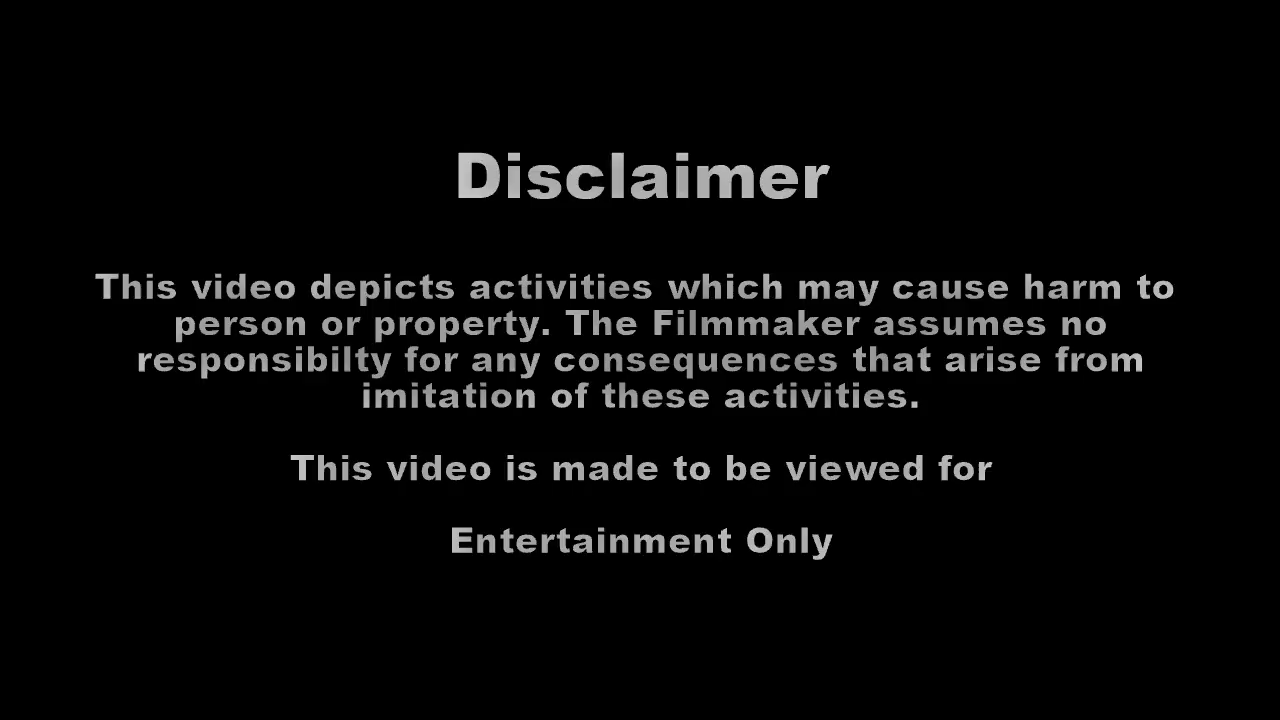 Disclaimer
This video depicts activities which may cause harm to
person or property. The Filmmaker assumes no
responsibilty for any consequences that arise from
imitation of these activities.
This video is made to be viewed for
Entertainment Only